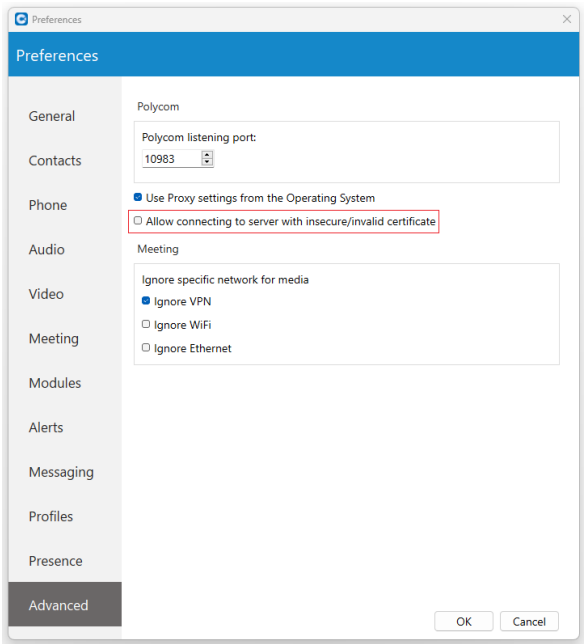 Preferences
Preferences
General
Contacts
Phone
Audio
Video
Meeting
Modules
Alerts
Messaging
Profiles
Presence
Advanced
Polycom
Polycom listening port:
10983
Use Proxy settings from the Operating System
Allow connecting to server with insecure/invalid certificate
Meeting
Ignore specific network for media
Ignore VPN
Ignore WiFi
Ignore Ethernet
OK
Cancel